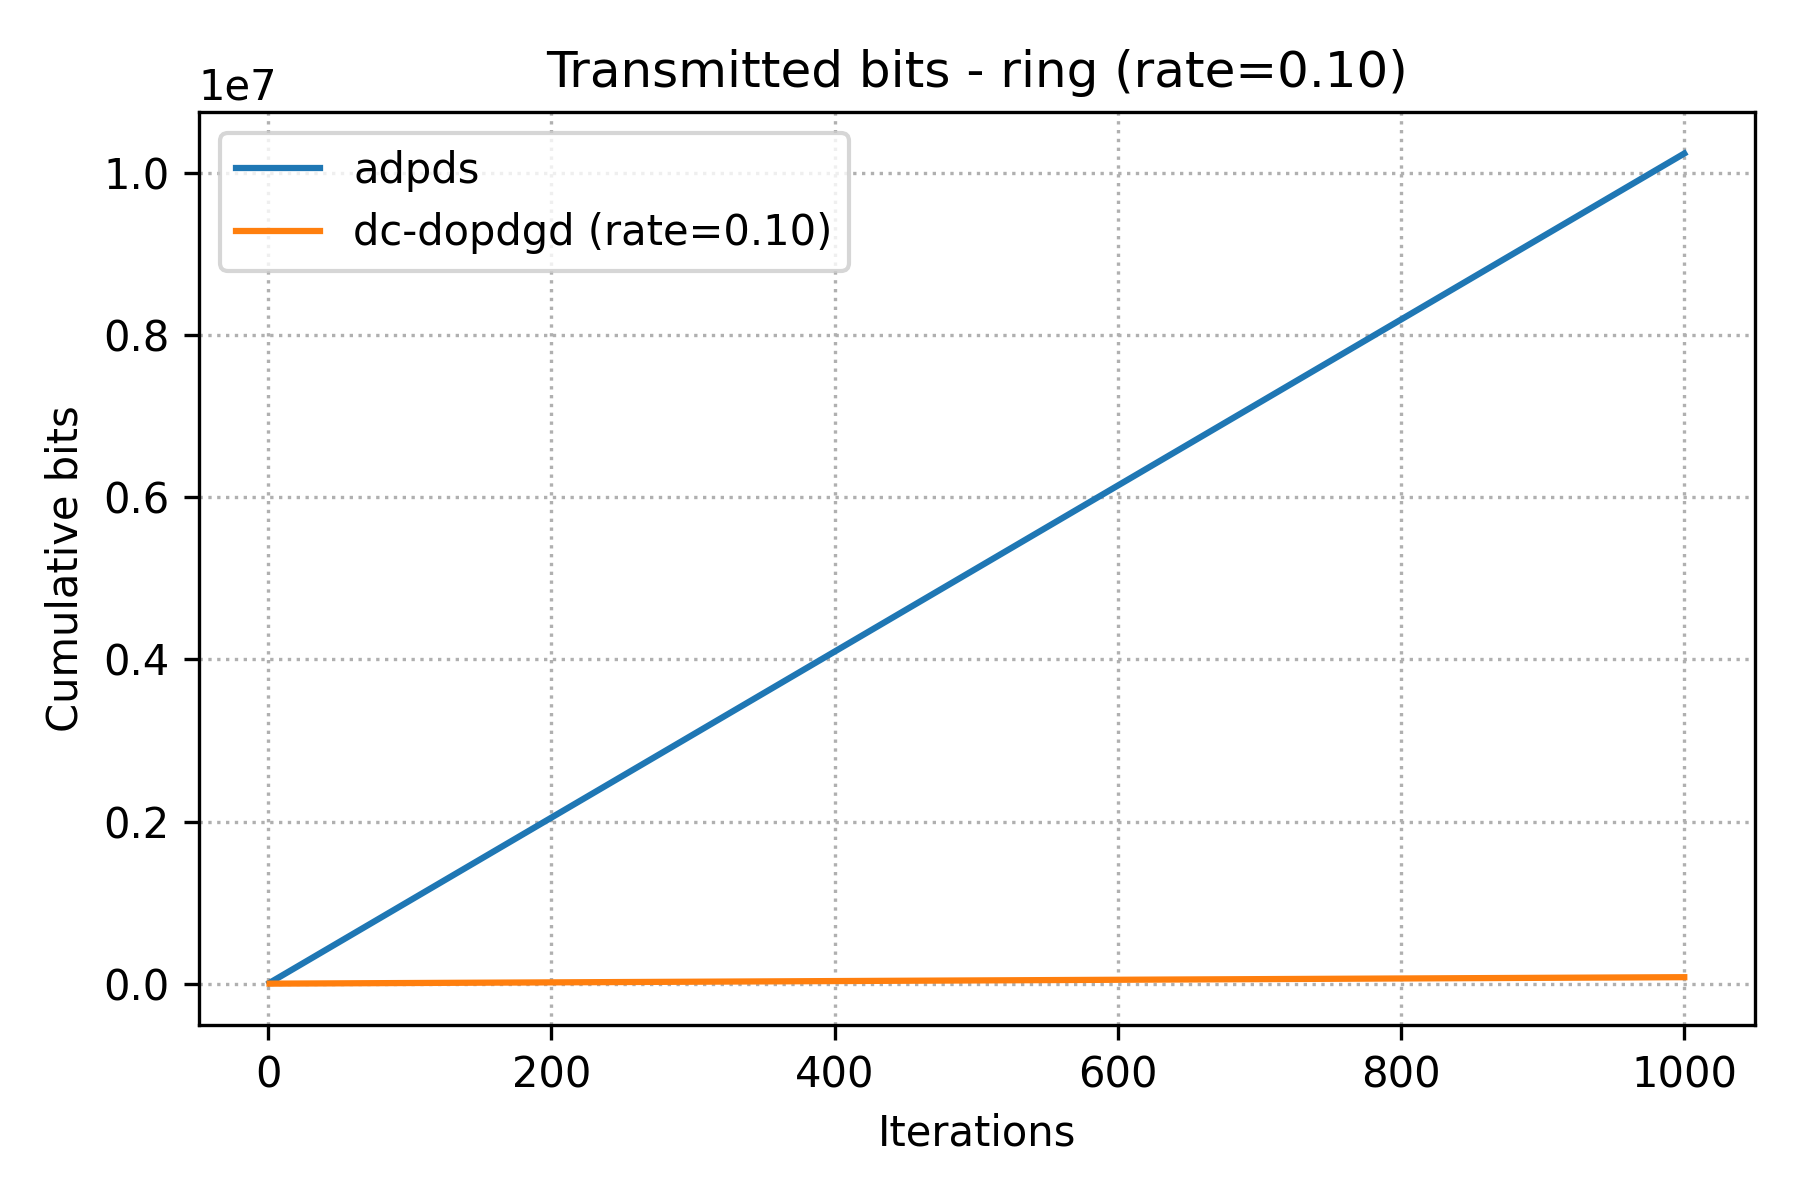 Transmitted bits - ring (rate=0.10)
1e7
adpds
dc-dopdgd (rate=0.10)
1.0
0.8
0.6
0.4
0.2
0.0
Cumulative bits
0 200 400 600 800 1000
Iterations